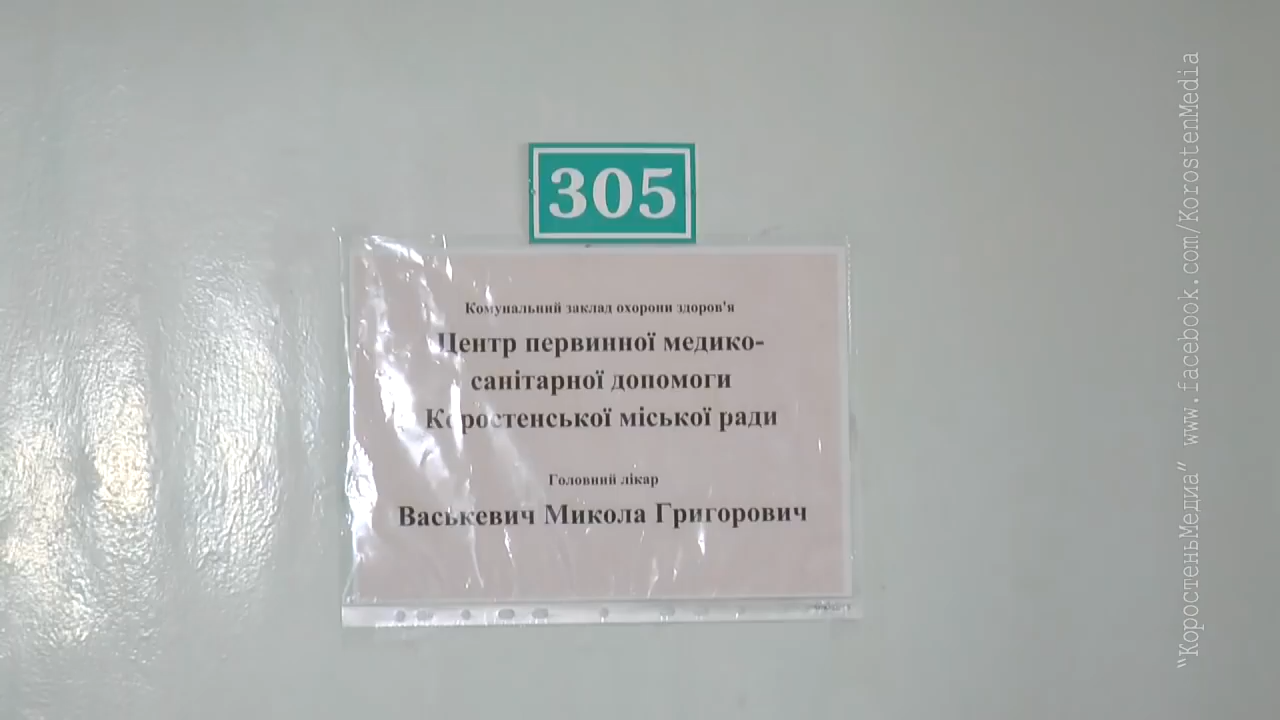 305
Комунальний заклад охорони здоров'я
Центр первинної медико-
санітарної допомоги
Коростенської міської ради
Головний лікар
Васькевич Микола Григорович
"КоростеньМедиа" www.facebook.com/KorostenMedia